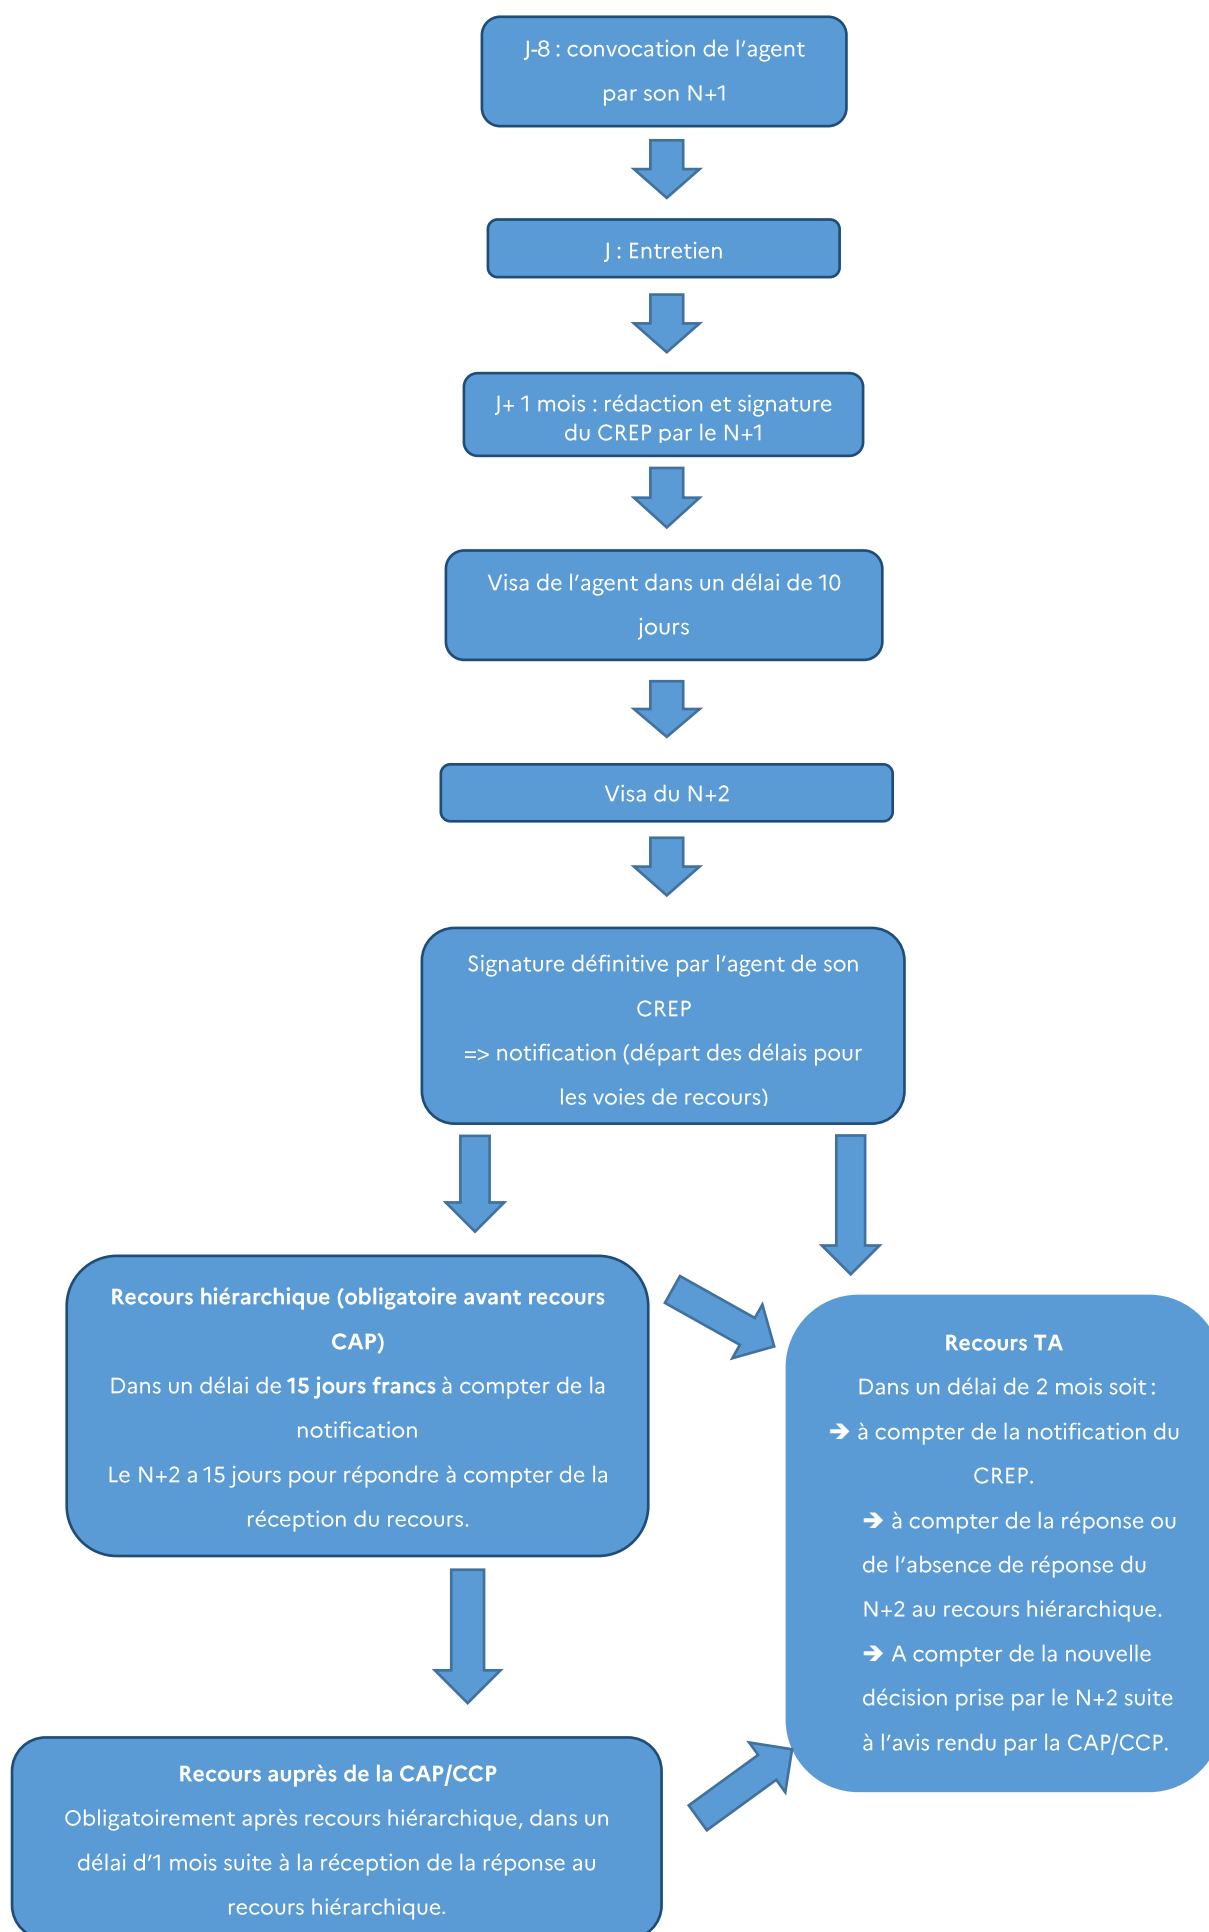 J-8 : convocation de l’agent
par son N+1
J : Entretien
J+ 1 mois : rédaction et signature
du CREP par le N+1
Visa de l’agent dans un délai de 10
jours
Visa du N+2
Signature définitive par l’agent de son
CREP
=> notification (départ des délais pour
les voies de recours)
Recours hiérarchique (obligatoire avant recours
CAP)
Dans un délai de 15 jours francs à compter de la
notification
Le N+2 a 15 jours pour répondre à compter de la
réception du recours.
Recours TA
Dans un délai de 2 mois soit :
➔ à compter de la notification du
CREP.
➔ à compter de la réponse ou
de l’absence de réponse du
N+2 au recours hiérarchique.
➔ A compter de la nouvelle
décision prise par le N+2 suite
à l’avis rendu par la CAP/CCP.
Recours auprès de la CAP/CCP
Obligatoirement après recours hiérarchique, dans un
délai d’1 mois suite à la réception de la réponse au
recours hiérarchique.